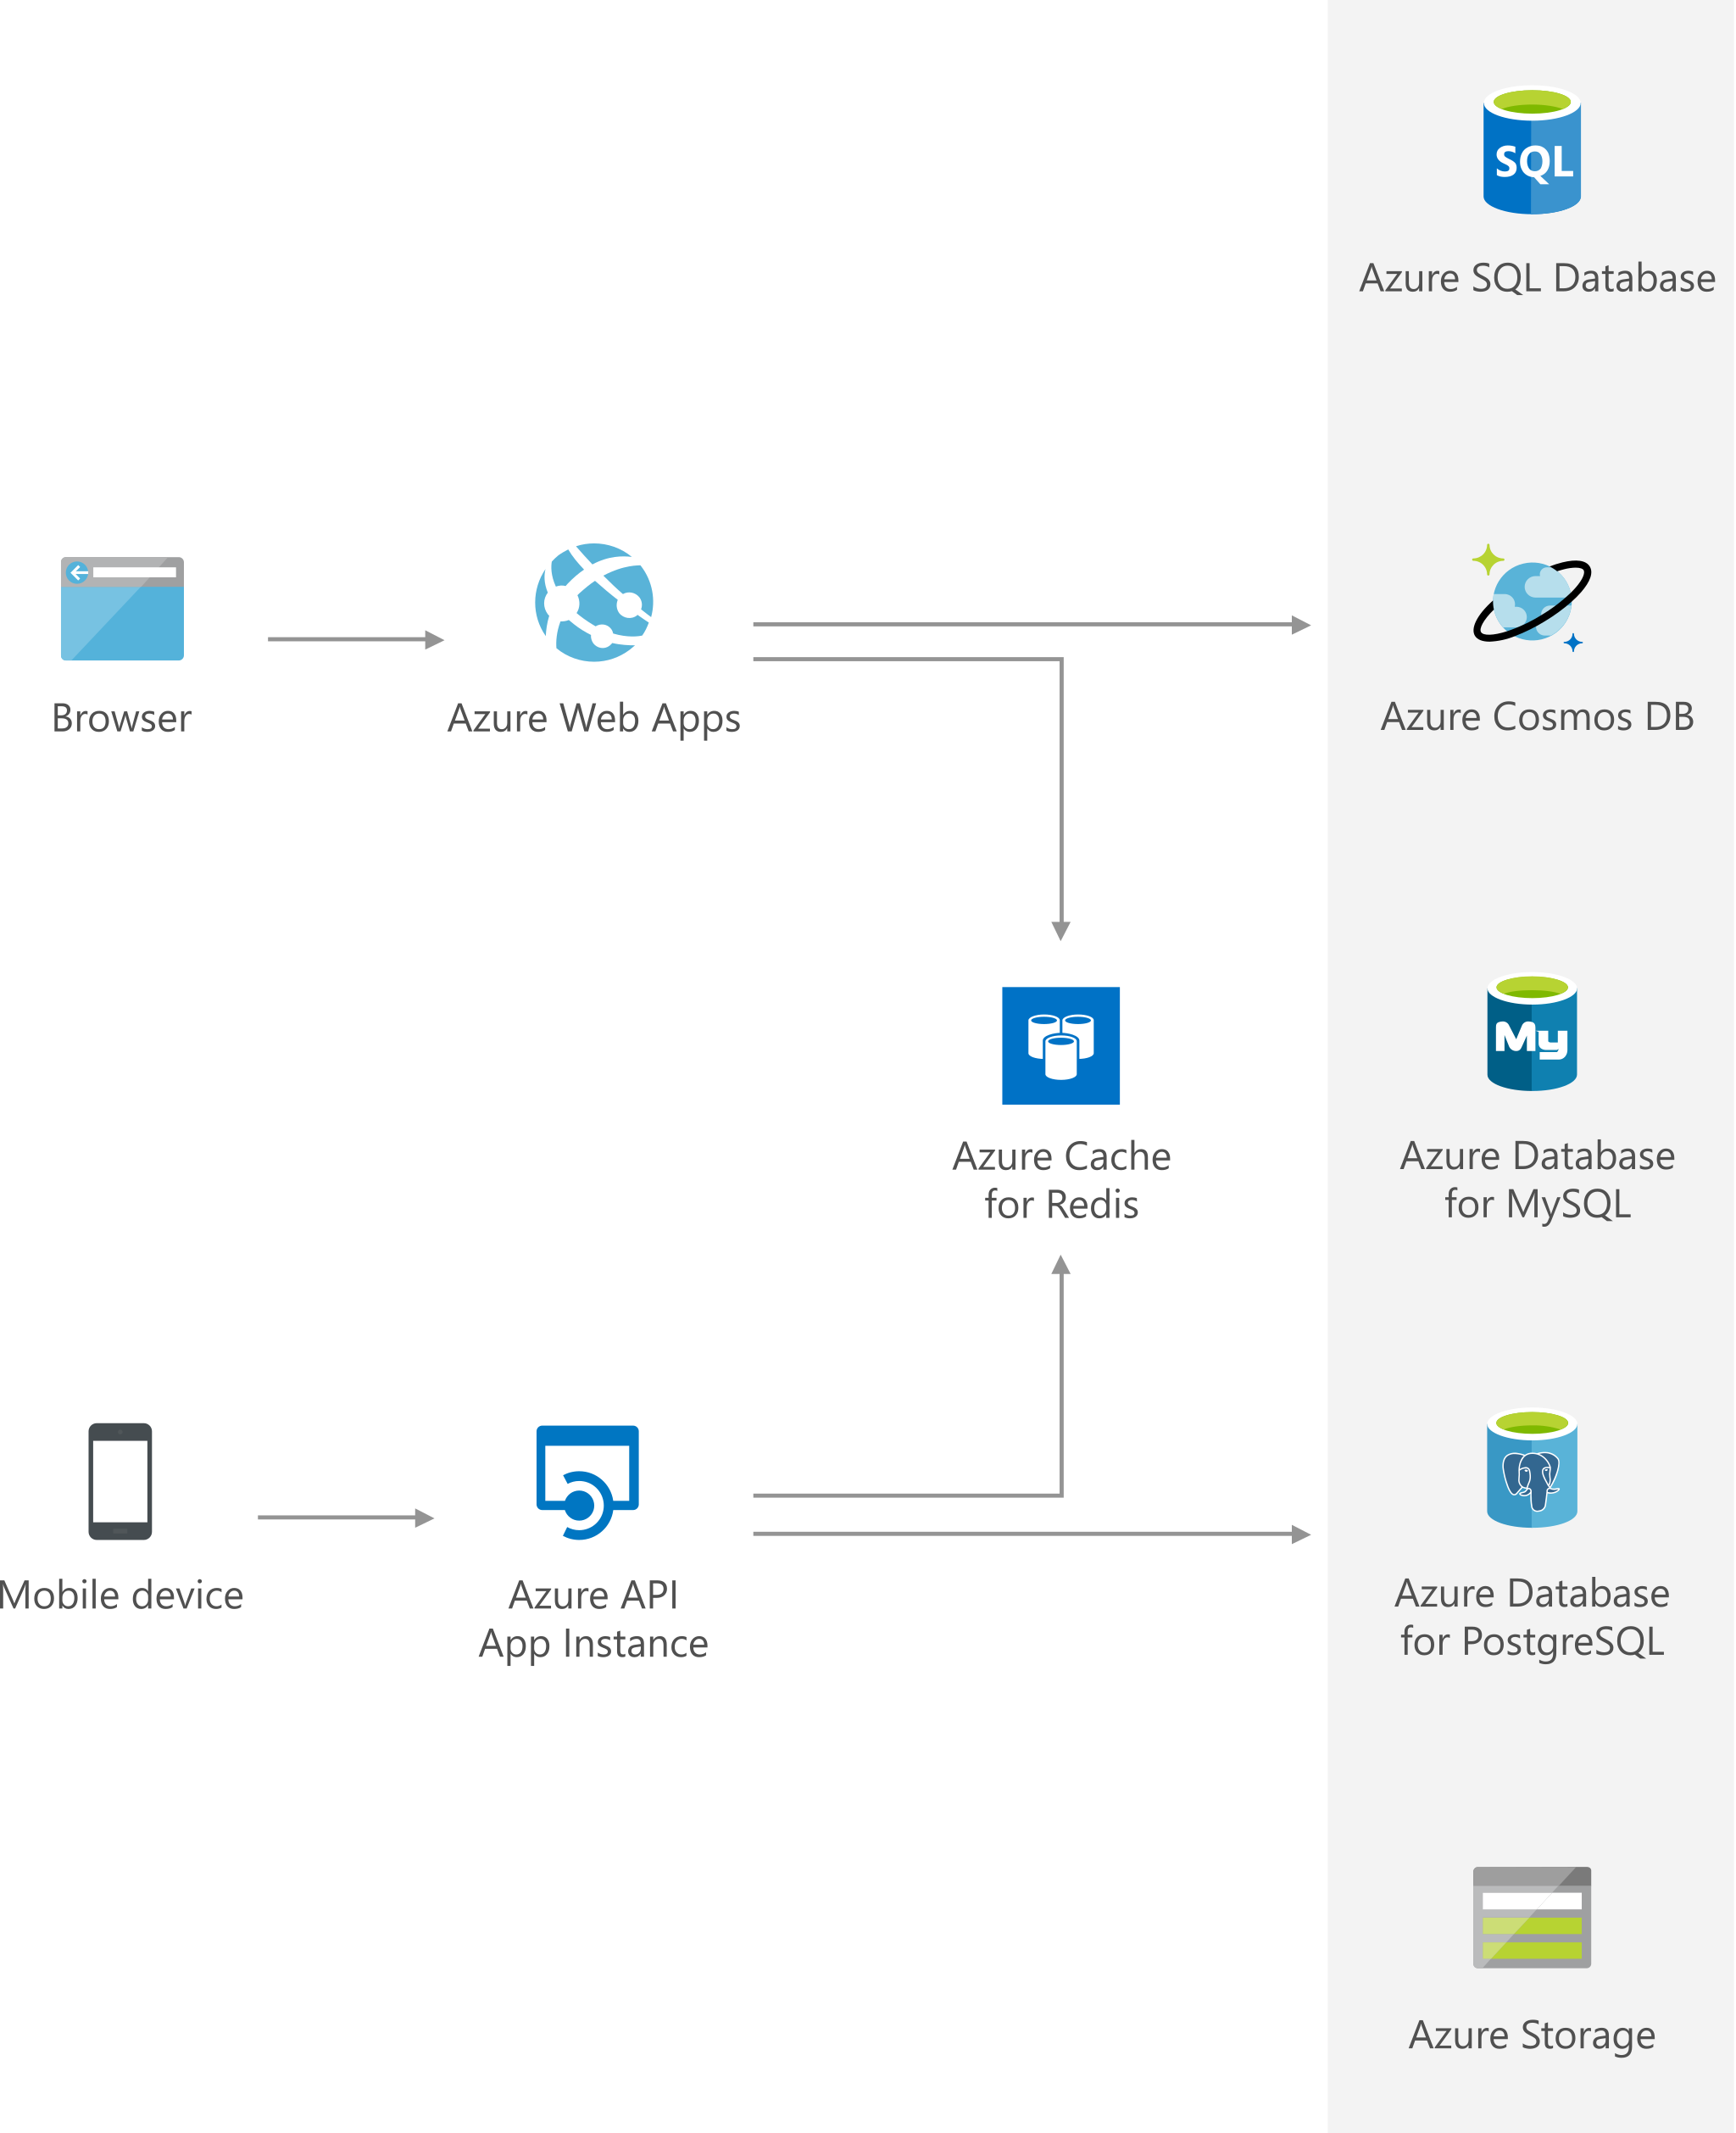 SQL
Azure SQL Database
Browser
Azure Web Apps
Azure Cosmos DB
My
Azure Cache
for Redis
Azure Database
for MySQL
Mobile device
Azure API
App Instance
Azure Database
for PostgreSQL
Azure Storage